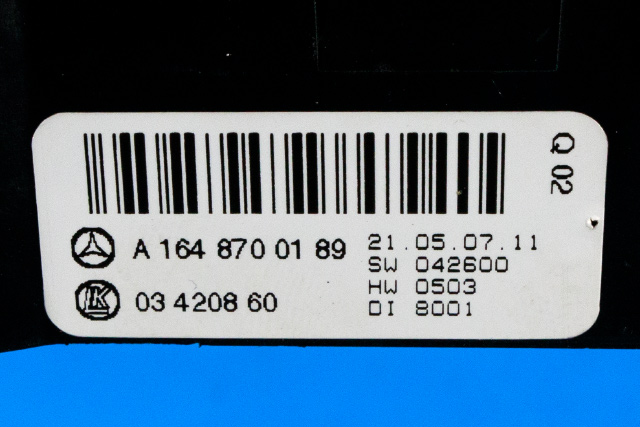 Q 02
A 164 870 01 89
03 4208 60
21.05.07.11
SW 042600
HW 0503
DI 8001